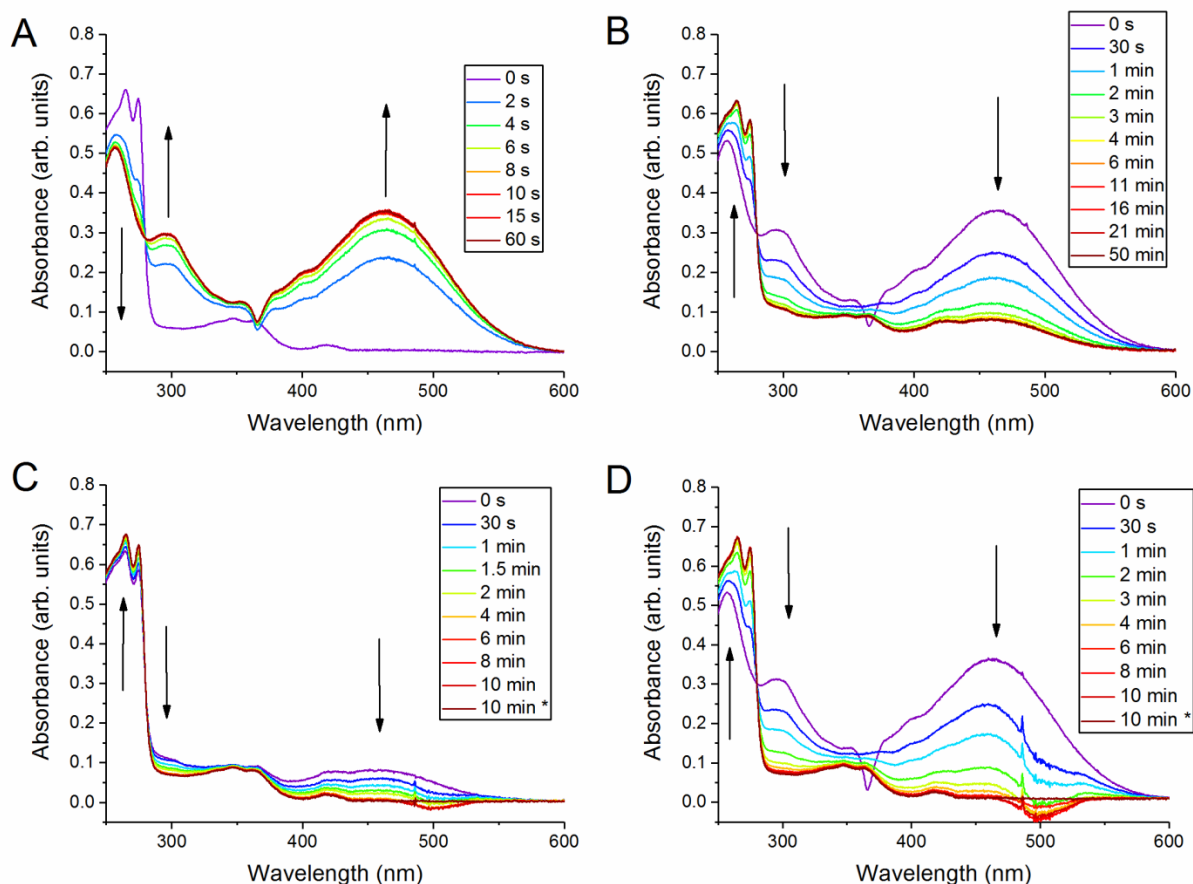 A
Absorbance (arb. units)
0.8
0.7
0.6
0.5
0.4
0.3
0.2
0.1
0.0
300 400 500 600
Wavelength (nm)
0 s
2 s
4 s
6 s
8 s
10 s
15 s
60 s
B
Absorbance (arb. units)
0.8
0.7
0.6
0.5
0.4
0.3
0.2
0.1
0.0
300 400 500 600
Wavelength (nm)
0 s
30 s
1 min
2 min
3 min
4 min
6 min
11 min
16 min
21 min
50 min
C
Absorbance (arb. units)
0.8
0.7
0.6
0.5
0.4
0.3
0.2
0.1
0.0
300 400 500 600
Wavelength (nm)
0 s
30 s
1 min
1.5 min
2 min
4 min
6 min
8 min
10 min
10 min *
D
Absorbance (arb. units)
0.8
0.7
0.6
0.5
0.4
0.3
0.2
0.1
0.0
300 400 500 600
Wavelength (nm)
0 s
30 s
1 min
2 min
3 min
4 min
6 min
8 min
10 min
10 min *